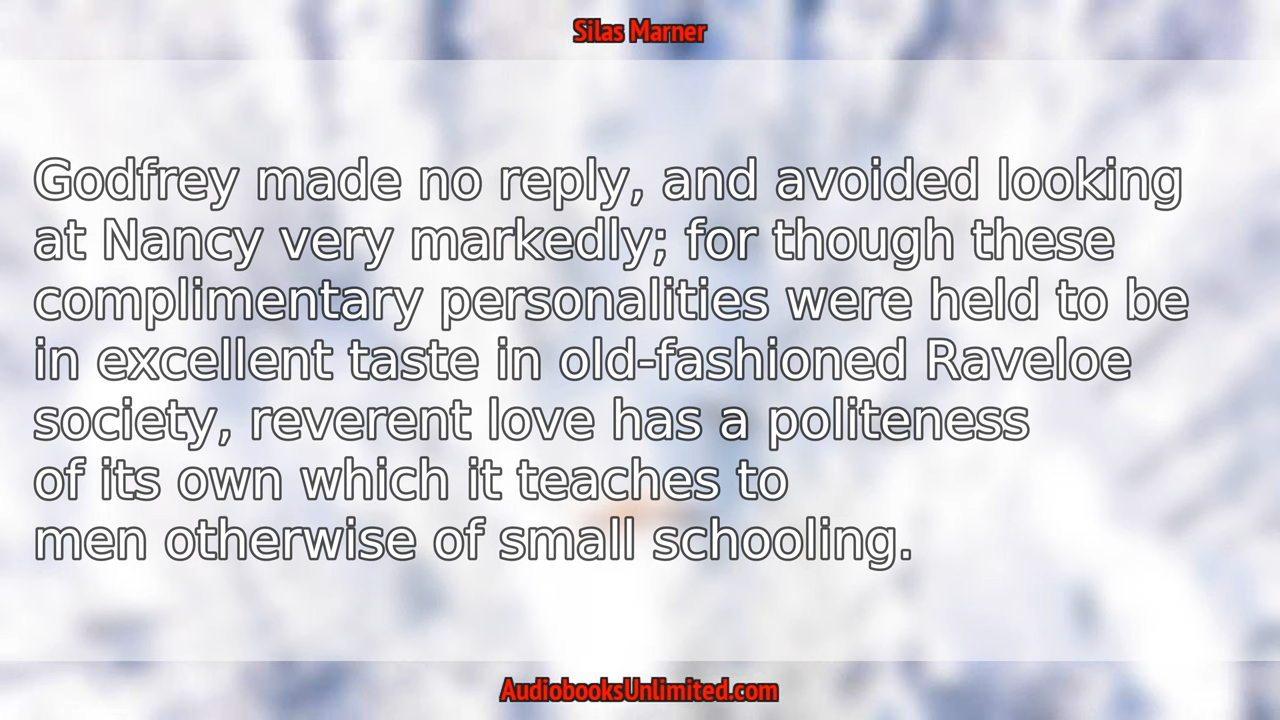 Silas Marner
Godfrey made no reply, and avoided looking
at Nancy very markedly; for though these
complimentary personalities were held to be
in excellent taste in old-fashioned Raveloe
society, reverent love has a politeness
of its own which it teaches to
men otherwise of small schooling.
AudiobooksUnlimited.com